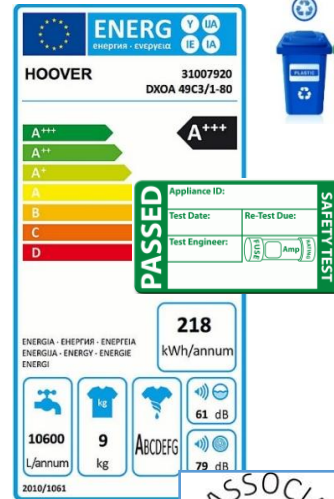 ENERG Y UA
енергия · ενεργεια IE IA
HOOVER 31007920
DXOA 49C3/1-80
A+++
A+++
A++
A+
A
B
C
D
PLASTIC
PASSED
Appliance ID:
Test Date: Re-Test Due:
Test Engineer:
FUSE Amp RATING
SAFETY TEST
218
kWh/annum
ENERGIA · ЕНЕРГИЯ · ΕΝΕΡΓΕΙΑ
ENERGIJA · ENERGY · ENERGIE
ENERGI
kg
10600
L/annum
9
kg
ABCDEFG
61 dB
79 dB
2010/1061